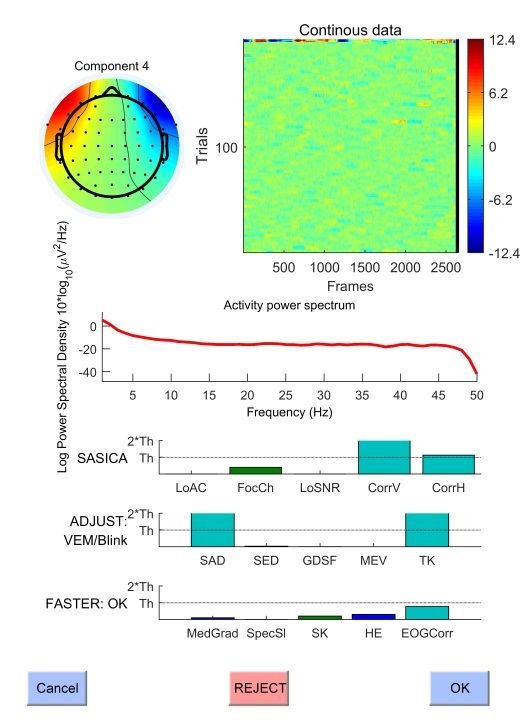 Continous data
Component 4
Trials
100
12.4
6.2
0
-6.2
-12.4
500 1000 1500 2000 2500
Frames
Activity power spectrum
Log Power Spectral Density 10*log10(μV2/Hz)
0
-20
-40
5 10 15 20 25 30 35 40 45 50
Frequency (Hz)
SASICA
2*Th
Th
LoAC FocCh LoSNR CorrV CorrH
ADJUST:
VEM/Blink
2*Th
Th
SAD SED GDSF MEV TK
FASTER: OK
2*Th
Th
MedGrad SpecSl SK HE EOGCorr
Cancel REJECT OK